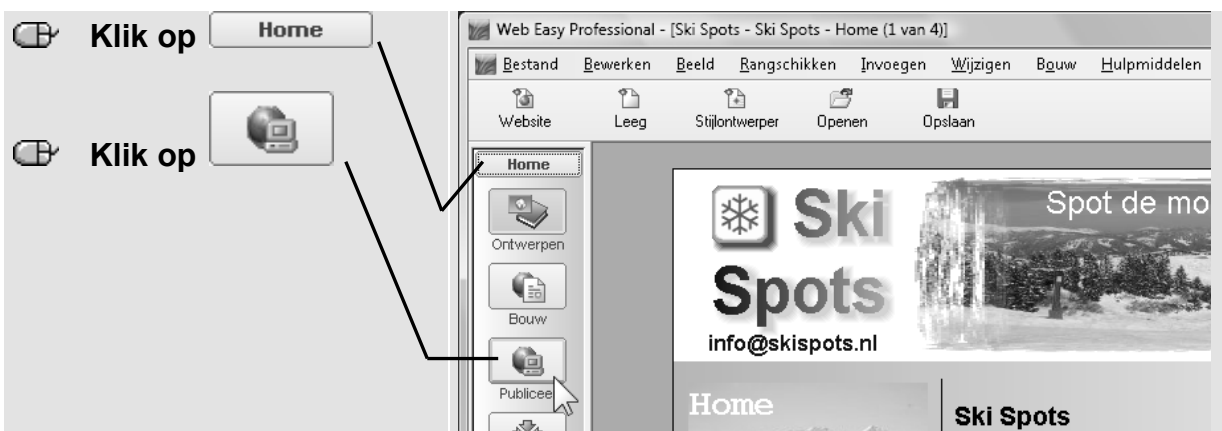 Klik op Home
Klik op
Web Easy Professional - [Ski Spots - Ski Spots - Home (1 van 4)]
Bestand Bewerken Beeld Rangschikken Invoegen Wijzigen Bouw Hulpmiddelen
Website Leeg Stijlontwerper Openen Opslaan
Home
Ontwerpen
Bouw
Publicee
Ski
Spots
info@skispots.nl
Spot de mo
Home
Ski Spots